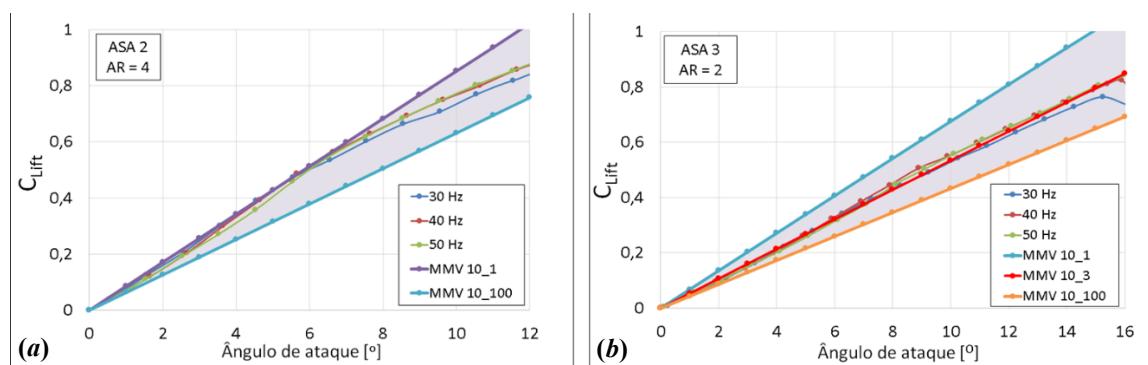 ASA 2
AR = 4
C Lift
1
0,8
0,6
0,4
0,2
0
0 2 4 6 8 10 12
Ângulo de ataque [º]
30 Hz
40 Hz
50 Hz
MMV 10_1
MMV 10_100
(a)
ASA 3
AR = 2
C Lift
1
0,8
0,6
0,4
0,2
0
0 2 4 6 8 10 12 14 16
Ângulo de ataque [º]
30 Hz
40 Hz
50 Hz
MMV 10_1
MMV 10_3
MMV 10_100
(b)